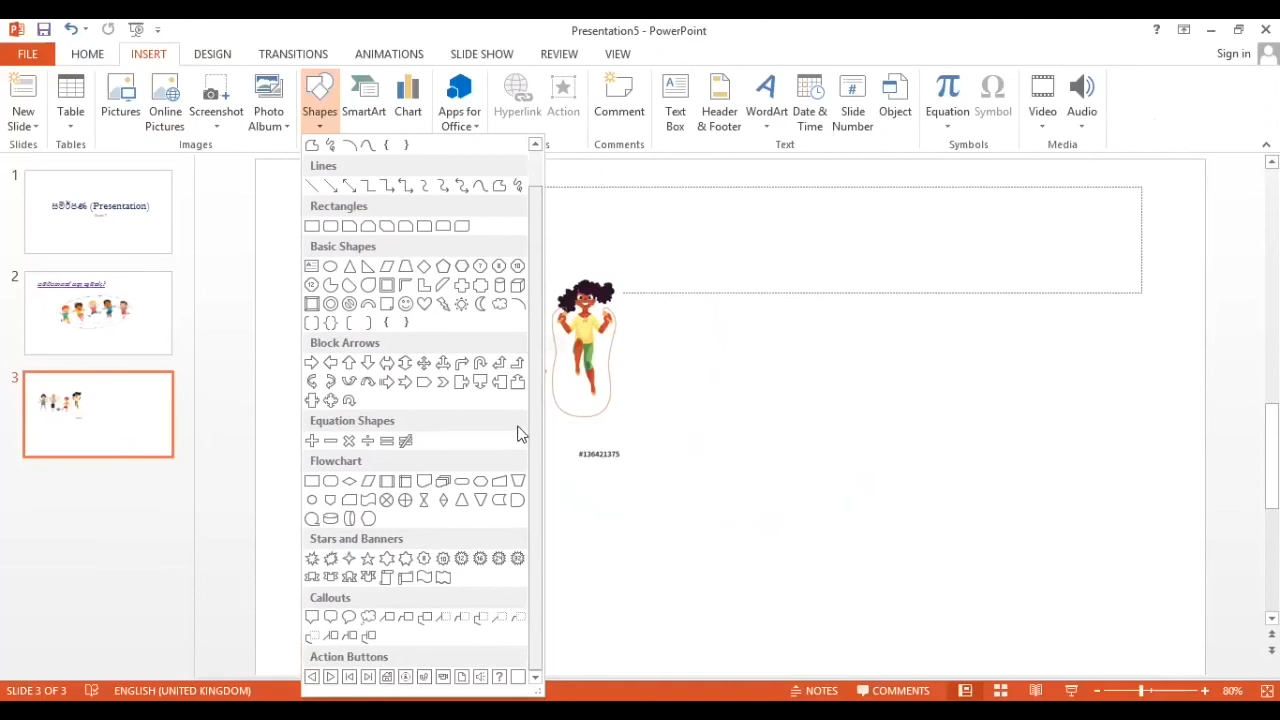 Presentation5 - PowerPoint
Sign in
FILE HOME INSERT DESIGN TRANSITIONS ANIMATIONS SLIDE SHOW REVIEW VIEW
New Slide
Table
Pictures
Online Pictures
Screenshot
Photo Album
Shapes
SmartArt
Chart
Apps for Office
Hyperlink
Action
Comment
Text Box
Header & Footer
WordArt
Date & Time
Slide Number
Object
Equation
Symbol
Video
Audio
Slides Tables Images Comments Text Symbols Media
Lines
Rectangles
Basic Shapes
Block Arrows
Equation Shapes
Flowchart
Stars and Banners
Callouts
Action Buttons
1
(Presentation)
2
3
#136421375
SLIDE 3 OF 3 ENGLISH (UNITED KINGDOM) NOTES COMMENTS 80%